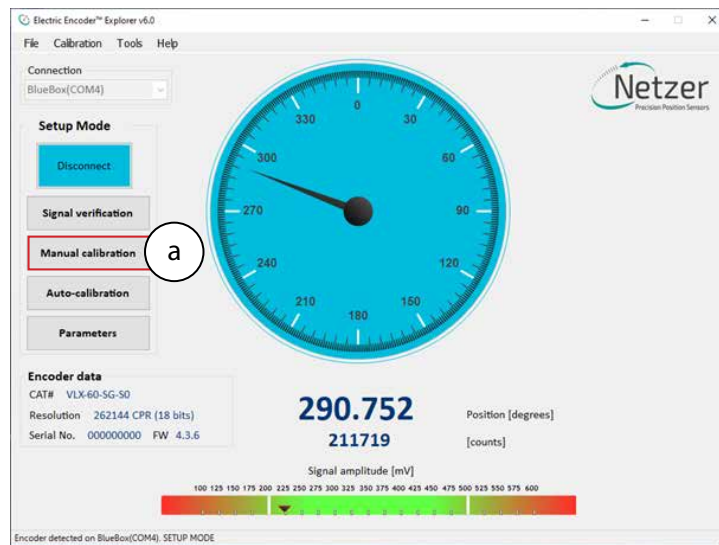 Electric Encoder™ Explorer v6.0
File Calibration Tools Help
Connection
BlueBox(COM4)
Netzer
Precision Position Sensors
Setup Mode
Disconnect
Signal verification
Manual calibration
a
Auto-calibration
Parameters
0
30
60
90
120
150
180
210
240
270
300
330
Encoder data
CAT# VLX-60-SG-S0
Resolution 262144 CPR (18 bits)
Serial No. 000000000 FW 4.3.6
290.752 Position [degrees]
211719 [counts]
Signal amplitude [mV]
100 125 150 175 200 225 250 275 300 325 350 375 400 425 450 475 500 525 550 575 600
Encoder detected on BlueBox(COM4). SETUP MODE